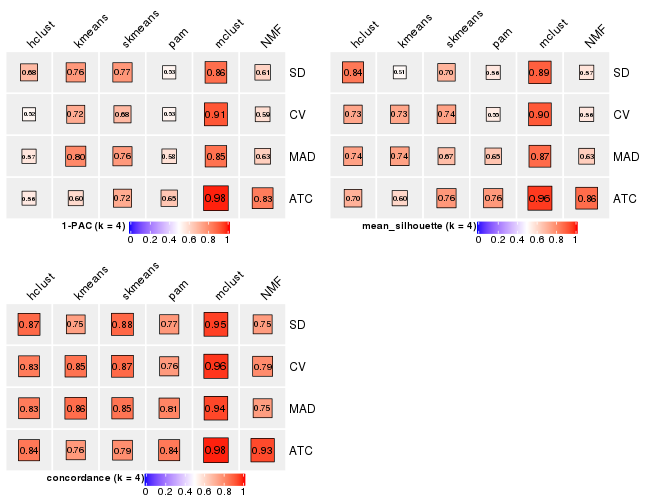 hclust kmeans skmeans pam mclust NMF
0.68 0.76 0.77 0.53 0.86 0.61 SD
0.52 0.72 0.68 0.53 0.91 0.59 CV
0.57 0.80 0.76 0.58 0.85 0.63 MAD
0.56 0.60 0.72 0.65 0.98 0.83 ATC
1-PAC (k = 4)
0 0.2 0.4 0.6 0.8 1
hclust kmeans skmeans pam mclust NMF
0.84 0.51 0.70 0.56 0.89 0.57 SD
0.73 0.73 0.74 0.55 0.90 0.56 CV
0.74 0.74 0.67 0.65 0.87 0.63 MAD
0.70 0.60 0.76 0.76 0.96 0.86 ATC
mean_silhouette (k = 4)
0 0.2 0.4 0.6 0.8 1
hclust kmeans skmeans pam mclust NMF
0.87 0.75 0.88 0.77 0.95 0.75 SD
0.83 0.85 0.87 0.76 0.96 0.79 CV
0.83 0.86 0.85 0.81 0.94 0.75 MAD
0.84 0.76 0.79 0.84 0.98 0.93 ATC
concordance (k = 4)
0 0.2 0.4 0.6 0.8 1